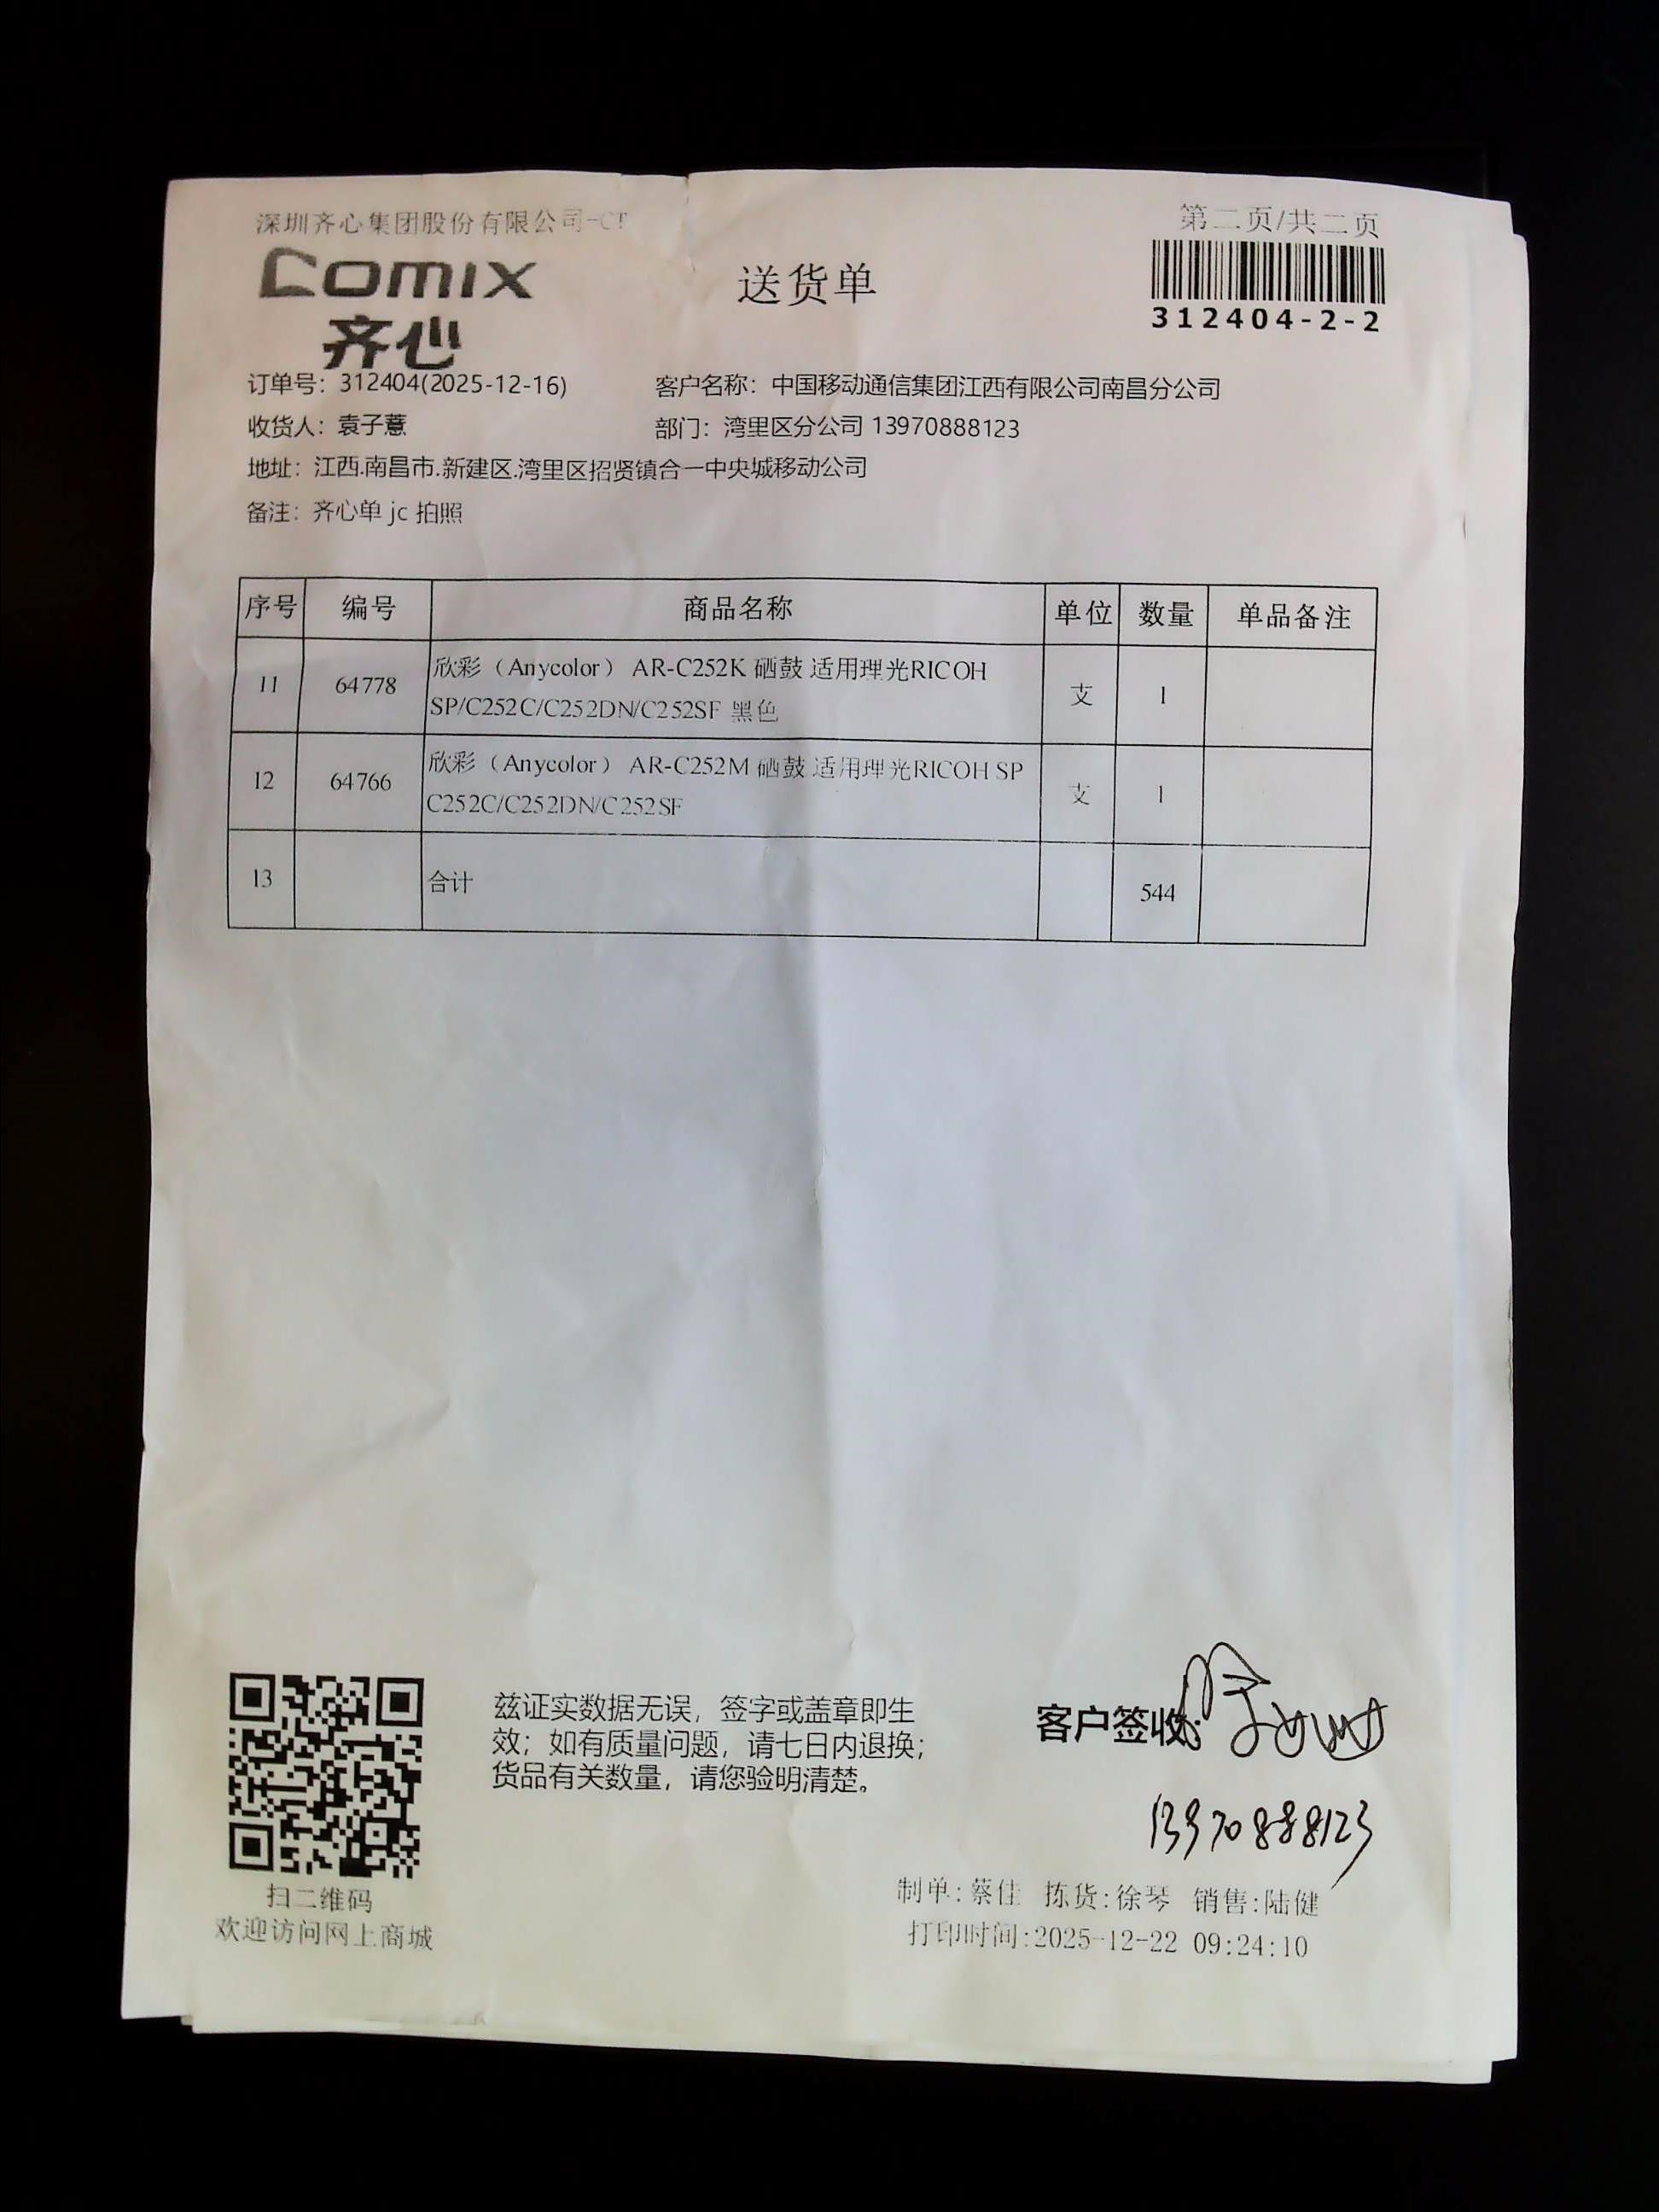 深圳齐心集团股份有限公司-CT
第二页/共二页
comix
齐心
送货单
312404-2-2
订单号：312404(2025-12-16)
客户名称：中国移动通信集团江西有限公司南昌分公司
收货人：袁子薏
部门：湾里区分公司 13970888123
地址：江西.南昌市.新建区.湾里区招贤镇合一中央城移动公司
备注：齐心单 jc 拍照
序号 编号 商品名称 单位 数量 单品备注
11 64778 欣彩（Anycolor） AR-C252K 硒鼓 适用理光RICOH
SP/C252C/C252DN/C252SF 黑色 支 1
12 64766 欣彩（Anycolor） AR-C252M 硒鼓 适用理光RICOH SP
C252C/C252DN/C252SF 支 1
13 合计 544
兹证实数据无误，签字或盖章即生
效；如有质量问题，请七日内退换；
货品有关数量，请您验明清楚。
客户签收:
13970888123
扫二维码
欢迎访问网上商城
制单:蔡佳 拣货:徐琴 销售:陆健
打印时间:2025-12-22 09:24:10